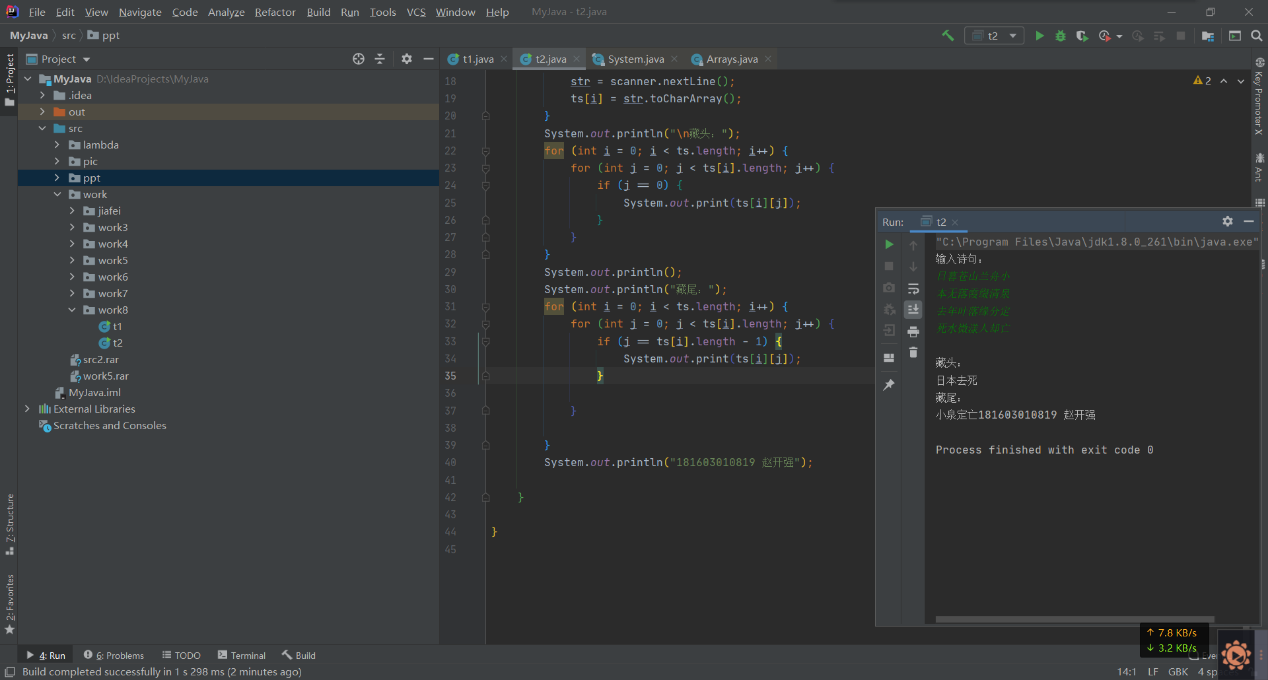 File Edit View Navigate Code Analyze Refactor Build Run Tools VCS Window Help MyJava - t2.java
MyJava src ppt
t2
1: Project
Project
t1.java t2.java System.java Arrays.java
MyJava D:\IdeaProjects\MyJava
.idea
out
src
lambda
pic
ppt
work
jiafei
work3
work4
work5
work6
work7
work8
t1
t2
src2.rar
work5.rar
MyJava.iml
External Libraries
Scratches and Consoles
Z: Structure
2: Favorites
18 str = scanner.nextLine();
19 ts[i] = str.toCharArray();
20 }
21 System.out.println("\n藏头：");
22 for (int i = 0; i < ts.length; i++) {
23 for (int j = 0; j < ts[i].length; j++) {
24 if (j == 0) {
25 System.out.print(ts[i][j]);
26 }
27 }
28 }
29 System.out.println();
30 System.out.println("藏尾：");
31 for (int i = 0; i < ts.length; i++) {
32 for (int j = 0; j < ts[i].length; j++) {
33 if (j == ts[i].length - 1) {
34 System.out.print(ts[i][j]);
35 }
36
37 }
38
39 }
40 System.out.println("181603010819 赵开强");
41
42 }
43
44 }
45
2
Key Promoter X
Ant
Run: t2
"C:\Program Files\Java\jdk1.8.0_261\bin\java.exe"
输入诗句：
藏头：
日本去死
藏尾：
小泉定亡181603010819 赵开强
Process finished with exit code 0
↑ 7.8 KB/s
↓ 3.2 KB/s
4: Run 6: Problems TODO Terminal Build
Build completed successfully in 1 s 298 ms (2 minutes ago)
14:1 LF GBK